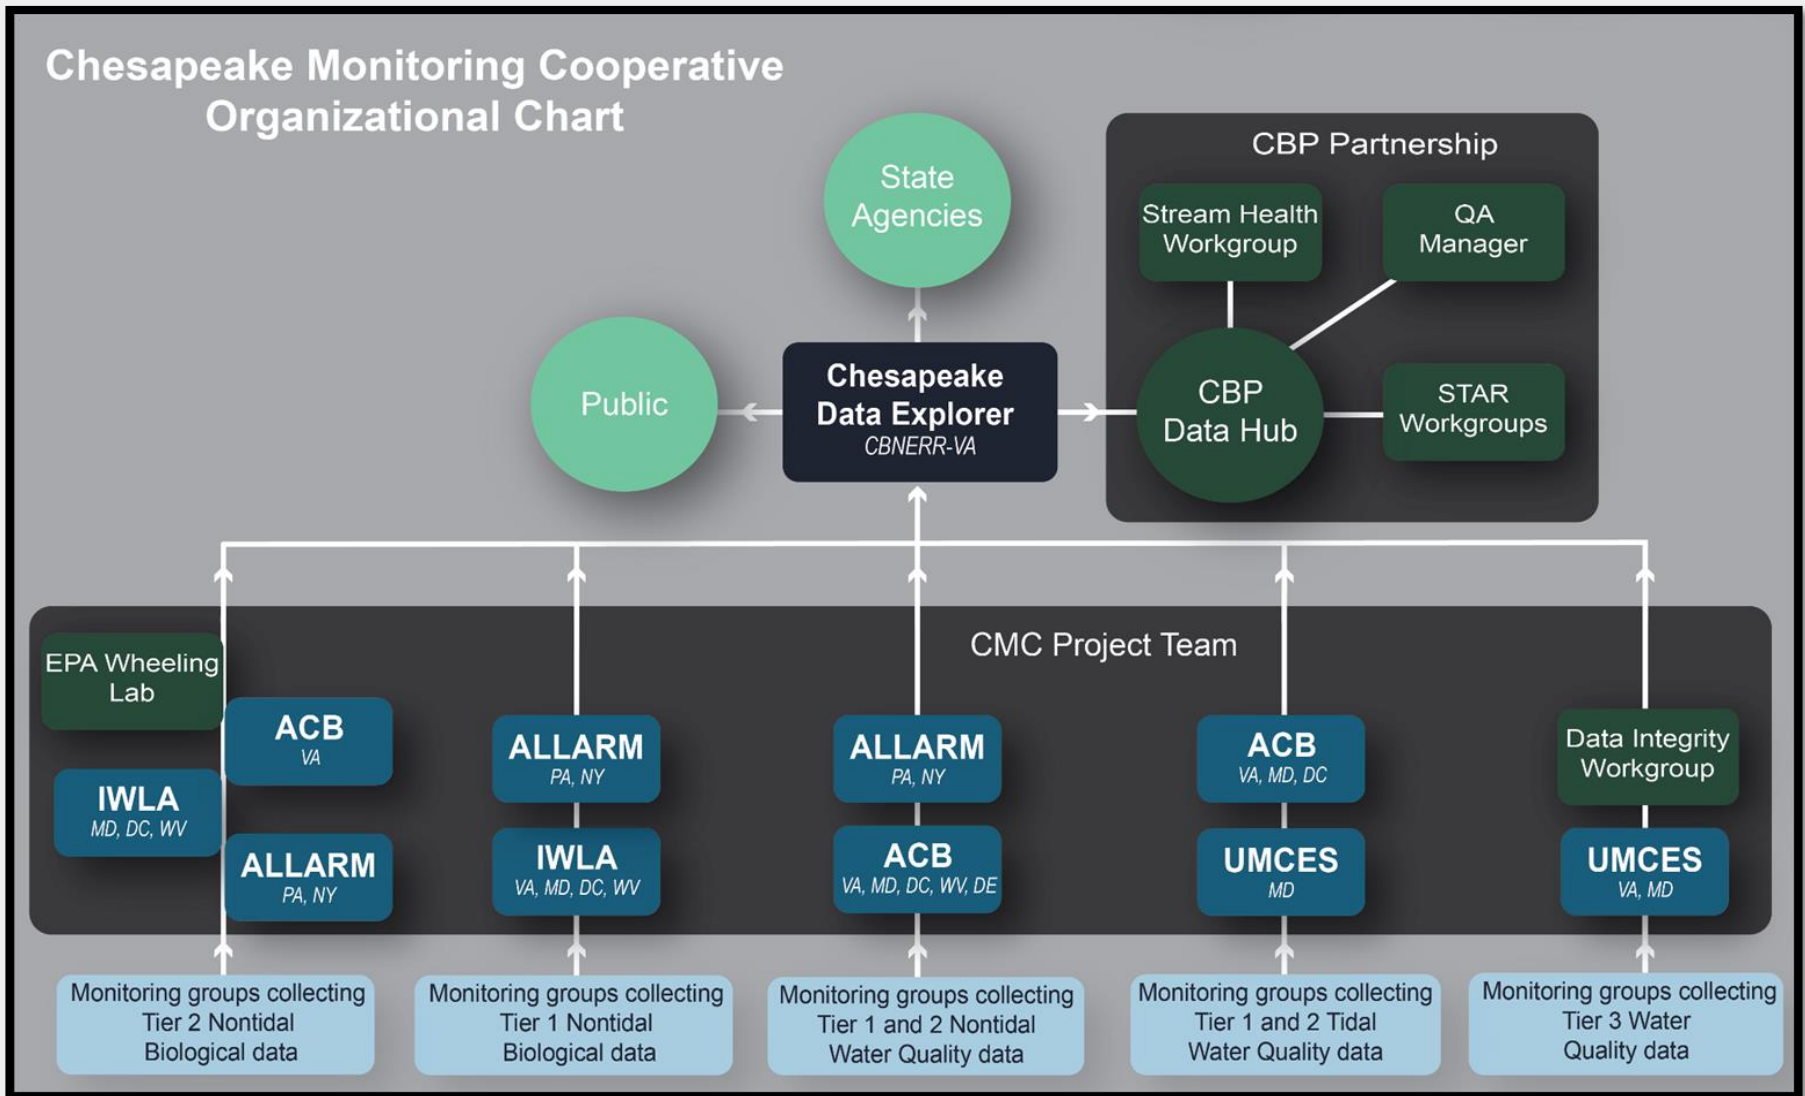 Chesapeake Monitoring Cooperative
Organizational Chart
State
Agencies
Public
Chesapeake
Data Explorer
CBNERR-VA
CBP Partnership
Stream Health
Workgroup
QA
Manager
CBP
Data Hub
STAR
Workgroups
CMC Project Team
EPA Wheeling
Lab
ACB
VA
IWLA
MD, DC, WV
ALLARM
PA, NY
ALLARM
PA, NY
IWLA
VA, MD, DC, WV
ALLARM
PA, NY
ACB
VA, MD, DC, WV, DE
ACB
VA, MD, DC
UMCES
MD
Data Integrity
Workgroup
UMCES
VA, MD
Monitoring groups collecting
Tier 2 Nontidal
Biological data
Monitoring groups collecting
Tier 1 Nontidal
Biological data
Monitoring groups collecting
Tier 1 and 2 Nontidal
Water Quality data
Monitoring groups collecting
Tier 1 and 2 Tidal
Water Quality data
Monitoring groups collecting
Tier 3 Water
Quality data